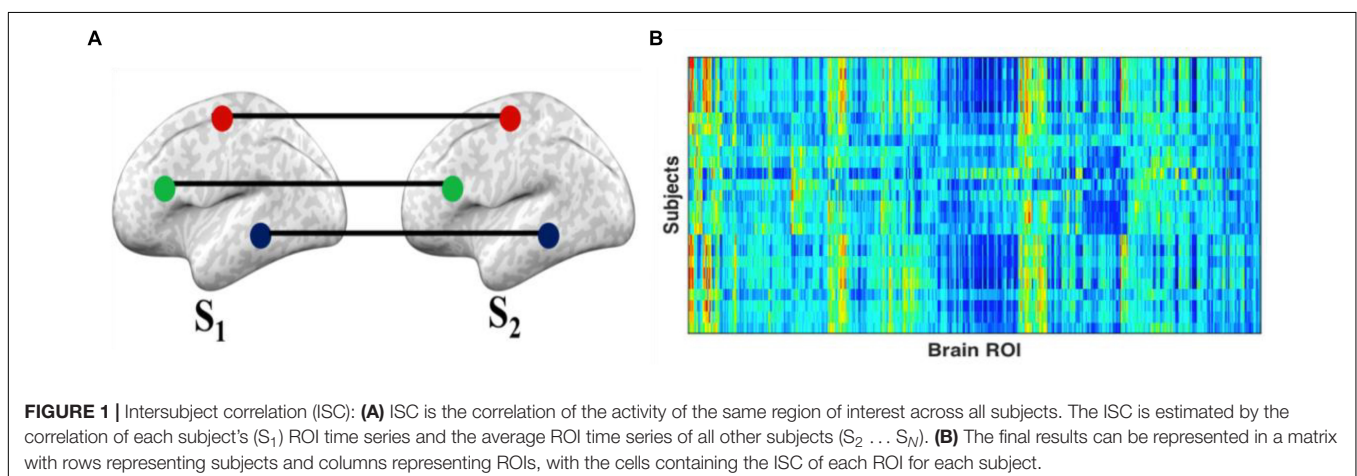 A
B
S₁
S₂
Subjects
Brain ROI
FIGURE 1 | Intersubject correlation (ISC): (A) ISC is the correlation of the activity of the same region of interest across all subjects. The ISC is estimated by the
correlation of each subject's (S₁) ROI time series and the average ROI time series of all other subjects (S₂ … S_N). (B) The final results can be represented in a matrix
with rows representing subjects and columns representing ROIs, with the cells containing the ISC of each ROI for each subject.